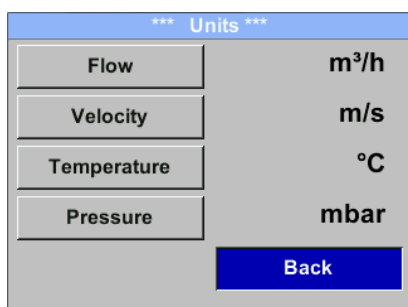 *** Units ***
Flow m³/h
Velocity m/s
Temperature °C
Pressure mbar
Back